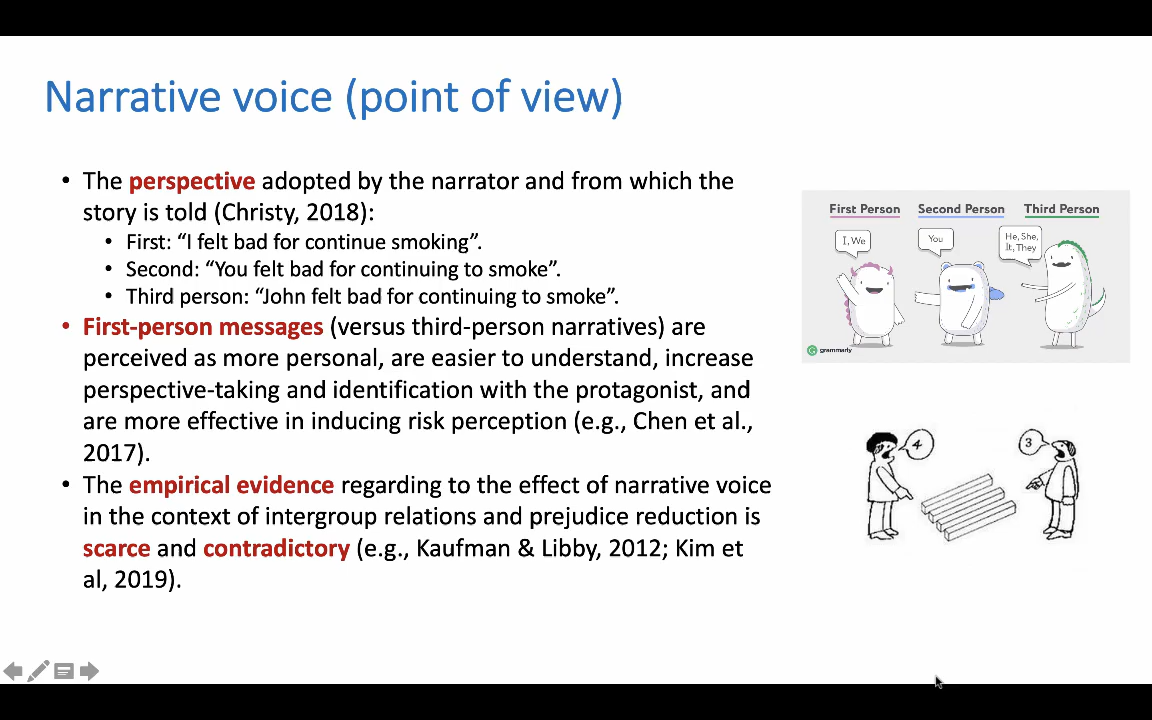 Narrative voice (point of view)
• The perspective adopted by the narrator and from which the
story is told (Christy, 2018):
• First: “I felt bad for continue smoking”.
• Second: “You felt bad for continuing to smoke”.
• Third person: “John felt bad for continuing to smoke”.
• First-person messages (versus third-person narratives) are
perceived as more personal, are easier to understand, increase
perspective-taking and identification with the protagonist, and
are more effective in inducing risk perception (e.g., Chen et al.,
2017).
• The empirical evidence regarding to the effect of narrative voice
in the context of intergroup relations and prejudice reduction is
scarce and contradictory (e.g., Kaufman & Libby, 2012; Kim et
al, 2019).
First Person Second Person Third Person
I, We
You
He, She,
It, They
grammarly
4
3